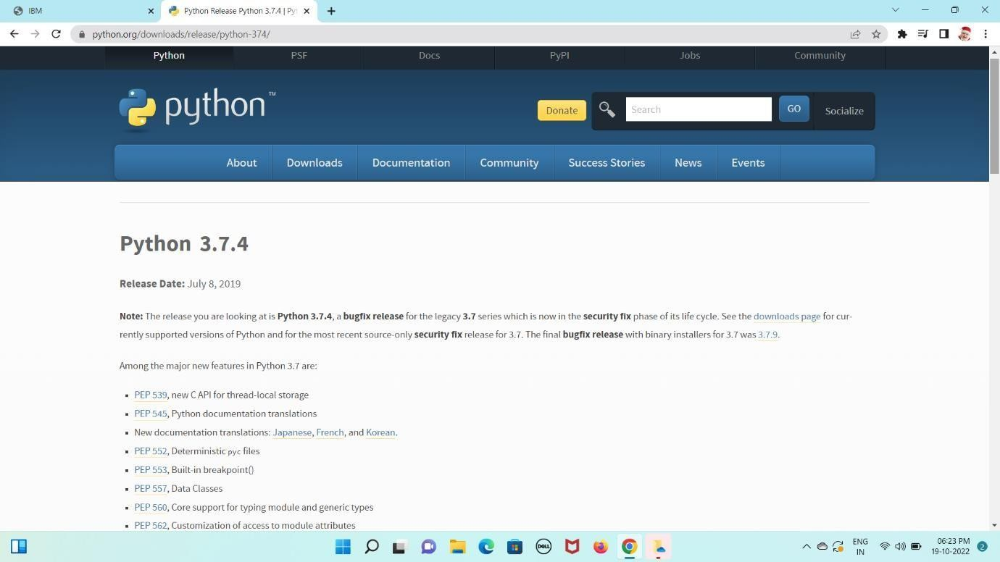 IBM
Python Release Python 3.7.4 | Pyt
python.org/downloads/release/python-374/
Python PSF Docs PyPI Jobs Community
python™
Donate Search GO Socialize
About Downloads Documentation Community Success Stories News Events
Python 3.7.4
Release Date: July 8, 2019
Note: The release you are looking at is Python 3.7.4, a bugfix release for the legacy 3.7 series which is now in the security fix phase of its life cycle. See the downloads page for cur-
rently supported versions of Python and for the most recent source-only security fix release for 3.7. The final bugfix release with binary installers for 3.7 was 3.7.9.
Among the major new features in Python 3.7 are:
▪ PEP 539, new C API for thread-local storage
▪ PEP 545, Python documentation translations
▪ New documentation translations: Japanese, French, and Korean.
▪ PEP 552, Deterministic pyc files
▪ PEP 553, Built-in breakpoint()
▪ PEP 557, Data Classes
▪ PEP 560, Core support for typing module and generic types
▪ PEP 562, Customization of access to module attributes
DELL
ENG
IN
06:23 PM
19-10-2022
2